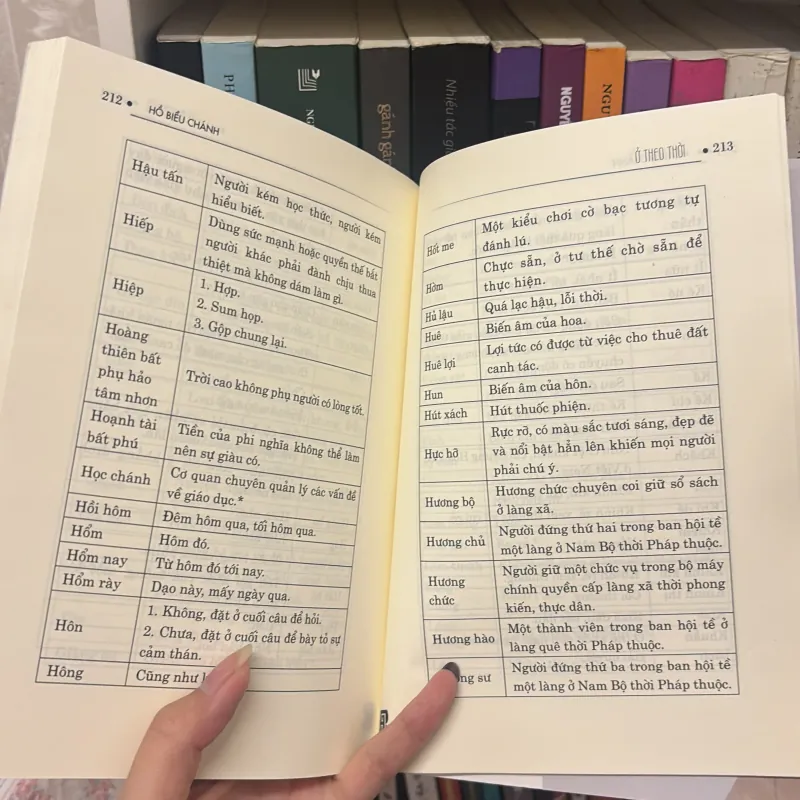 PH
NG
gánh gán
Nhiều tác gi
NGUY
NGU
212 • HỒ BIỂU CHÁNH
Hậu tấn
Người kém học thức, người kém
hiểu biết.
Hiếp
Dùng sức mạnh hoặc quyền thế bắt
người khác phải đành chịu thua
thiệt mà không dám làm gì.
Hiệp
1. Hợp.
2. Sum họp.
3. Gộp chung lại.
Hoàng
thiên bất
phụ hảo
tâm nhơn
Trời cao không phụ người có lòng tốt.
Hoạnh tài
bất phú
Tiền của phi nghĩa không thể làm
nên sự giàu có.
Học chánh
Cơ quan chuyên quản lý các vấn đề
về giáo dục.*
Hồi hôm
Đêm hôm qua, tối hôm qua.
Hổm
Hôm đó.
Hổm nay
Từ hôm đó tới nay.
Hổm rày
Dạo này, mấy ngày qua.
Hôn
1. Không, đặt ở cuối câu để hỏi.
2. Chưa, đặt ở cuối câu để bày tỏ sự
cảm thán.
Hông
Cũng như
Ở THEO THỜI • 213
Hốt me
Một kiểu chơi cờ bạc tương tự
đánh lú.
Hờm
Chực sẵn, ở tư thế chờ sẵn để
thực hiện.
Hủ lậu
Quá lạc hậu, lỗi thời.
Huê
Biến âm của hoa.
Huê lợi
Lợi tức có được từ việc cho thuê đất
canh tác.
Hun
Biến âm của hôn.
Hút xách
Hút thuốc phiện.
Hực hỡ
Rực rỡ, có màu sắc tươi sáng, đẹp đẽ
và nổi bật hẳn lên khiến mọi người
phải chú ý.
Hương bộ
Hương chức chuyên coi giữ sổ sách
ở làng xã.
Hương chủ
Người đứng thứ hai trong ban hội tề
một làng ở Nam Bộ thời Pháp thuộc.
Hương
chức
Người giữ một chức vụ trong bộ máy
chính quyền cấp làng xã thời phong
kiến, thực dân.
Hương hào
Một thành viên trong ban hội tề ở
làng quê thời Pháp thuộc.
ng sư
Người đứng thứ ba trong ban hội tề
một làng ở Nam Bộ thời Pháp thuộc.